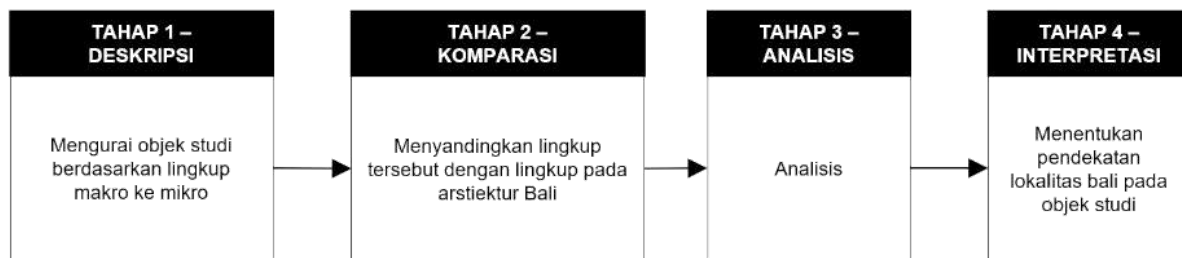 TAHAP 1 –
DESKRIPSI
Mengurai objek studi
berdasarkan lingkup
makro ke mikro
TAHAP 2 –
KOMPARASI
Menyandingkan lingkup
tersebut dengan lingkup pada
arstiektur Bali
TAHAP 3 –
ANALISIS
Analisis
TAHAP 4 –
INTERPRETASI
Menentukan
pendekatan
lokalitas bali pada
objek studi